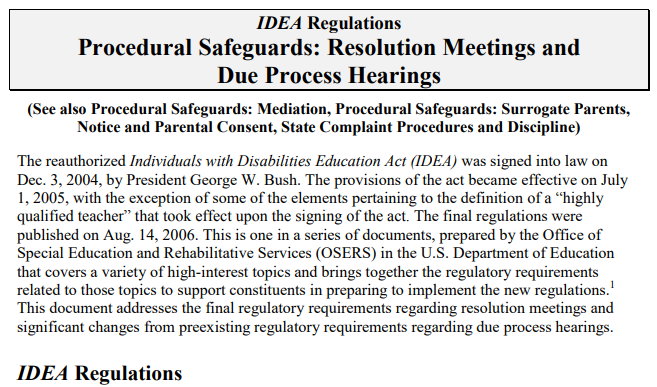 IDEA Regulations
Procedural Safeguards: Resolution Meetings and
Due Process Hearings
(See also Procedural Safeguards: Mediation, Procedural Safeguards: Surrogate Parents,
Notice and Parental Consent, State Complaint Procedures and Discipline)
The reauthorized Individuals with Disabilities Education Act (IDEA) was signed into law on
Dec. 3, 2004, by President George W. Bush. The provisions of the act became effective on July
1, 2005, with the exception of some of the elements pertaining to the definition of a “highly
qualified teacher” that took effect upon the signing of the act. The final regulations were
published on Aug. 14, 2006. This is one in a series of documents, prepared by the Office of
Special Education and Rehabilitative Services (OSERS) in the U.S. Department of Education
that covers a variety of high-interest topics and brings together the regulatory requirements
related to those topics to support constituents in preparing to implement the new regulations.1
This document addresses the final regulatory requirements regarding resolution meetings and
significant changes from preexisting regulatory requirements regarding due process hearings.
IDEA Regulations